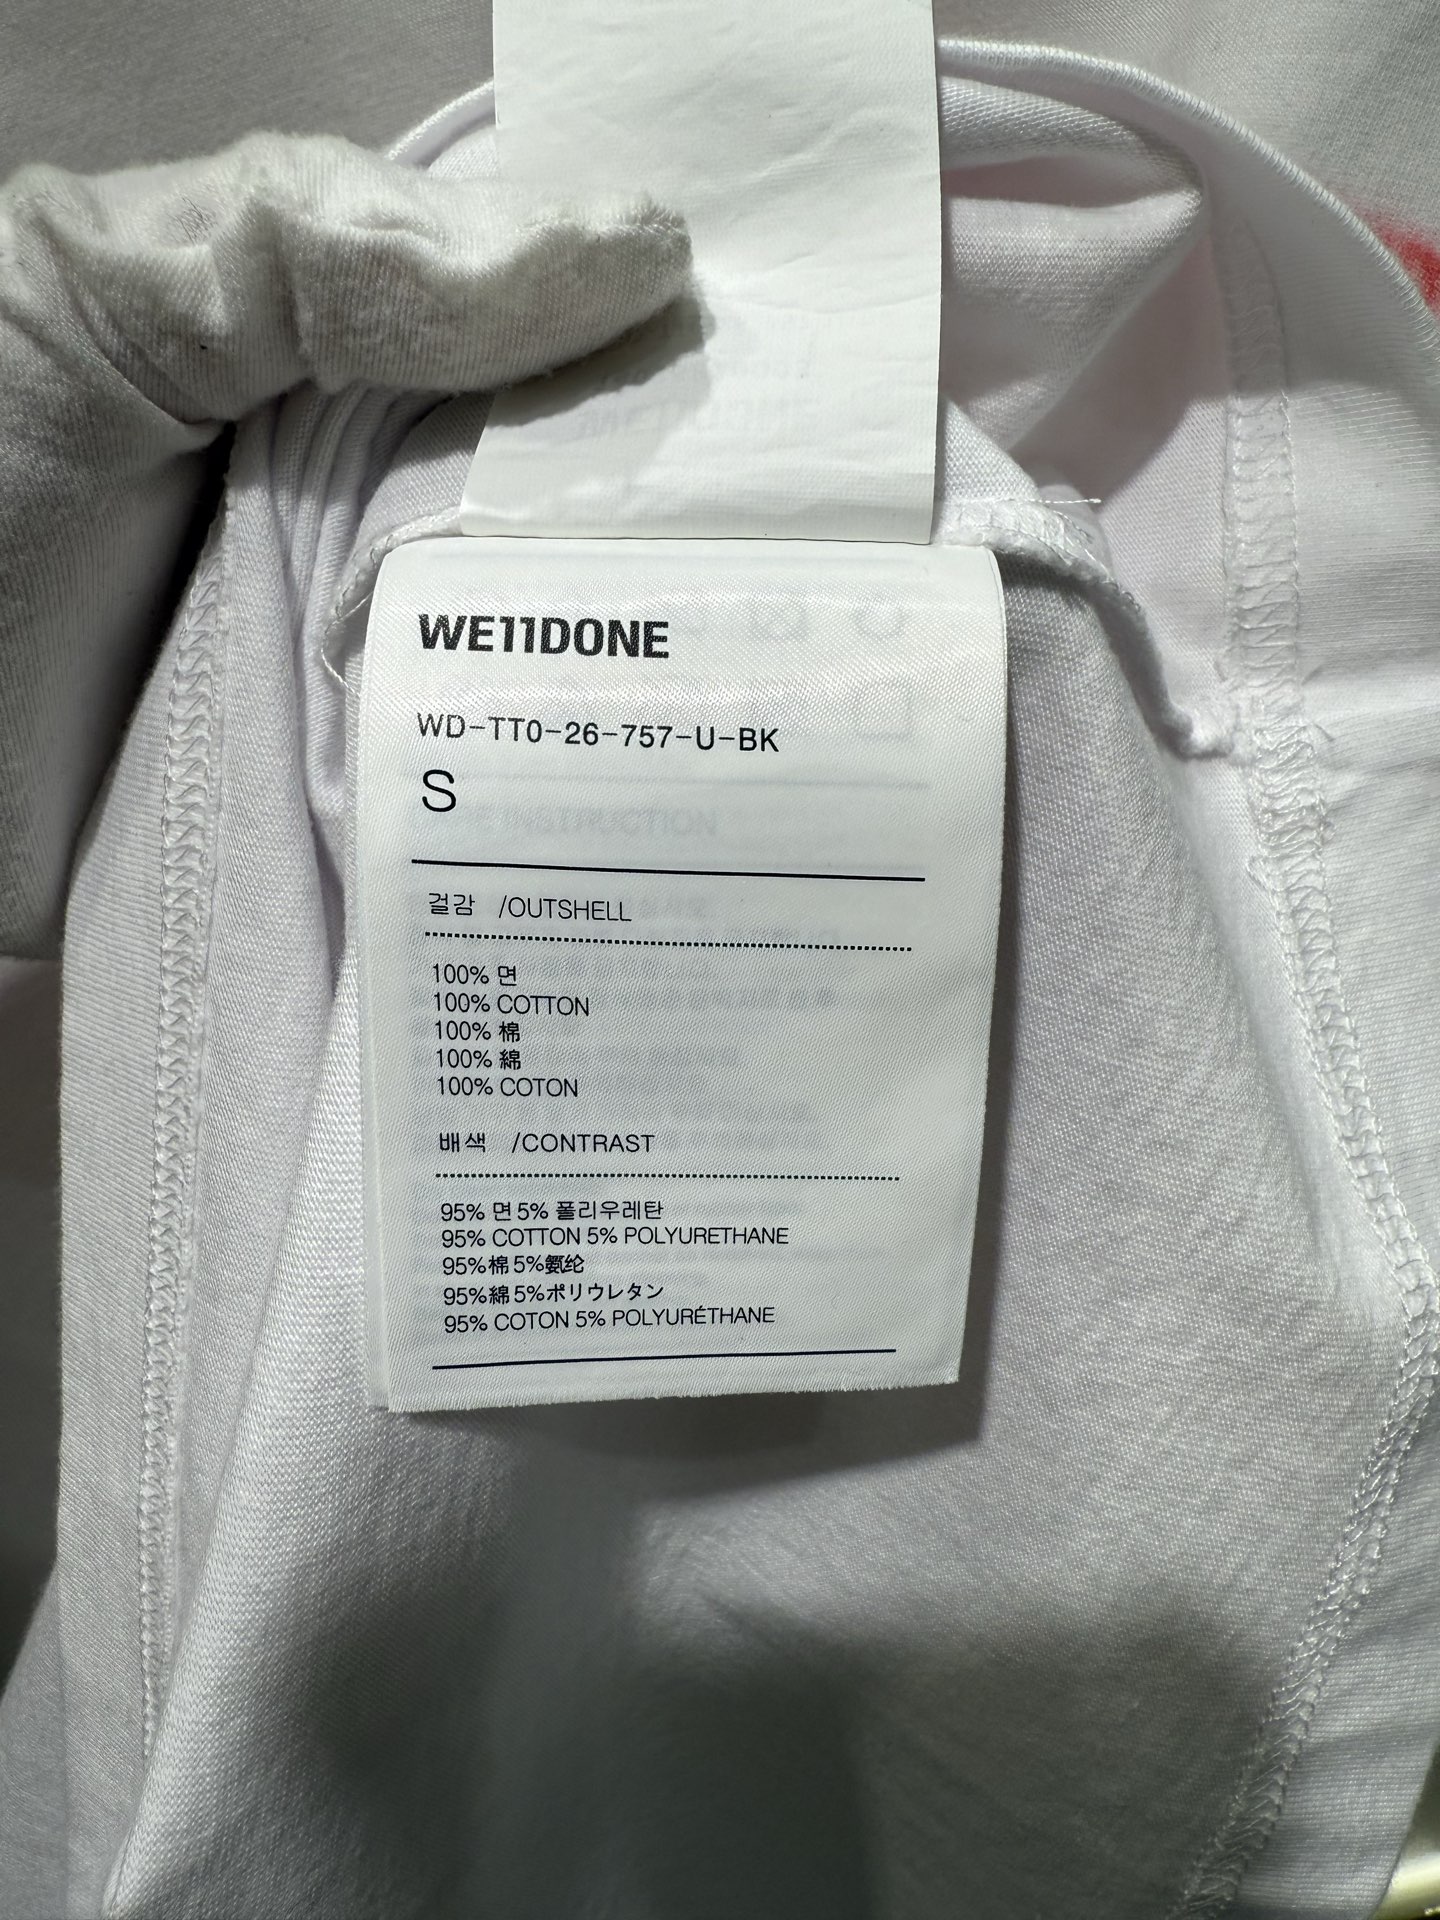 WE11DONE
WD-TT0-26-757-U-BK
S
걸감 /OUTSHELL
100% 면
100% COTTON
100% 棉
100% 綿
100% COTON
배색 /CONTRAST
95% 면 5% 폴리우레탄
95% COTTON 5% POLYURETHANE
95%棉 5%氨纶
95%綿 5%ポリウレタン
95% COTON 5% POLYURÉTHANE